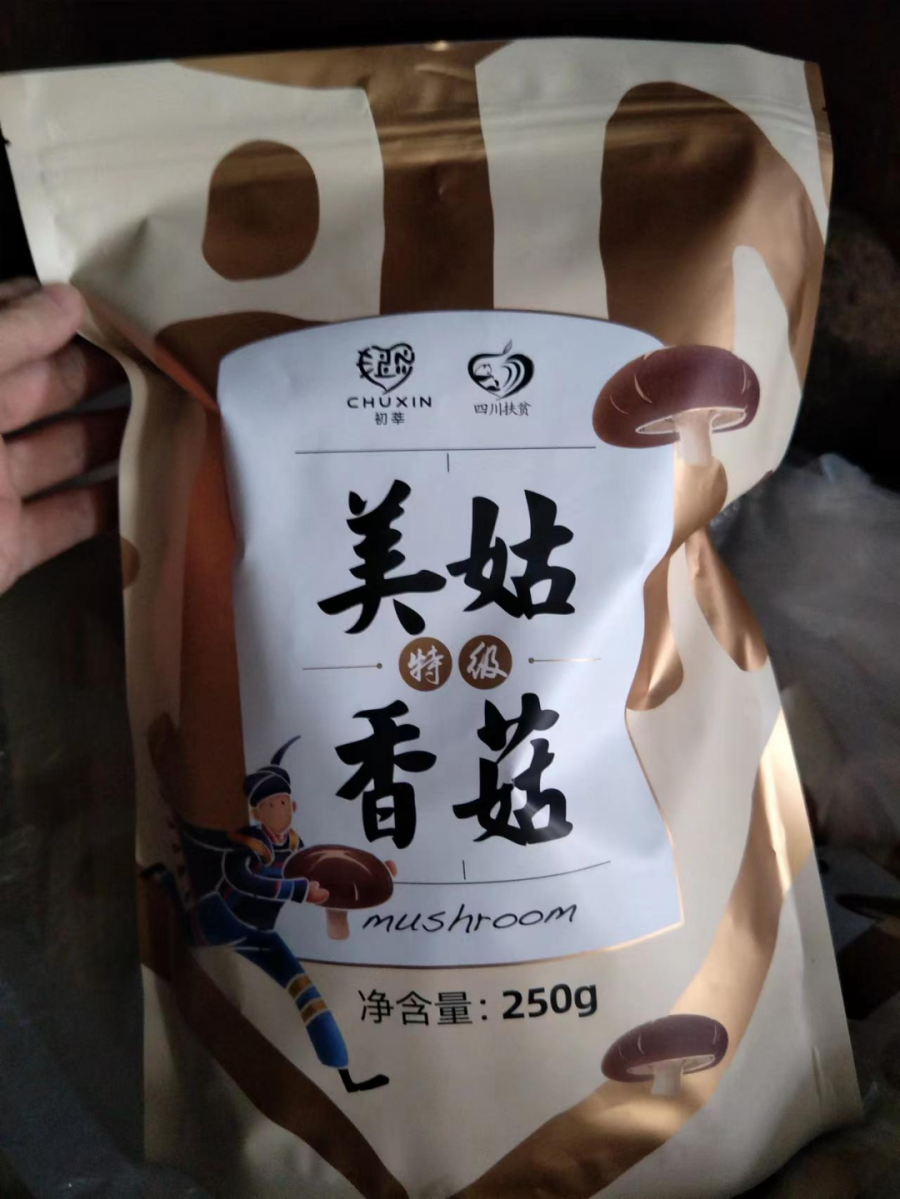 CHUXIN
初莘
四川扶贫
美姑
特级
香菇
mushroom
净含量：250g